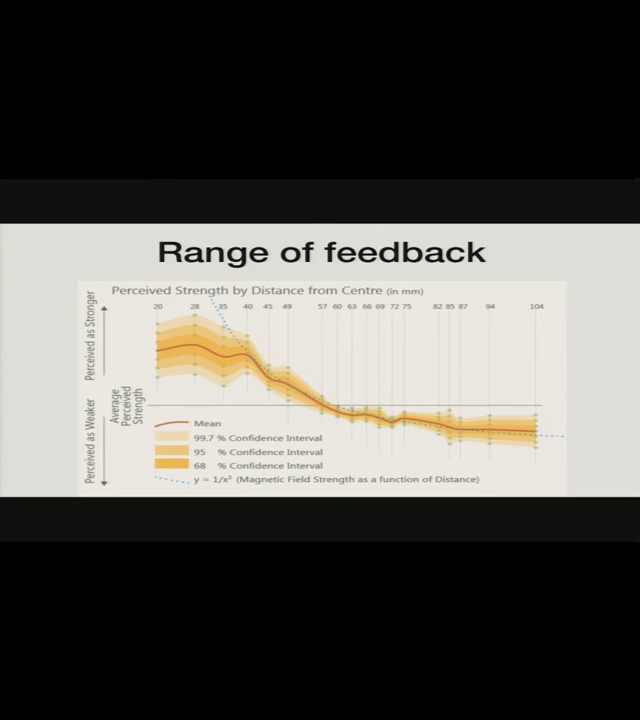 Range of feedback
Perceived Strength by Distance from Centre (in mm)
20 28 35 40 45 49 57 60 63 66 69 72 75 82 85 87 94 104
Perceived as Stronger
Average Perceived Strength
Perceived as Weaker
Mean
99.7 % Confidence Interval
95 % Confidence Interval
68 % Confidence Interval
y = 1/x³ (Magnetic Field Strength as a function of Distance)